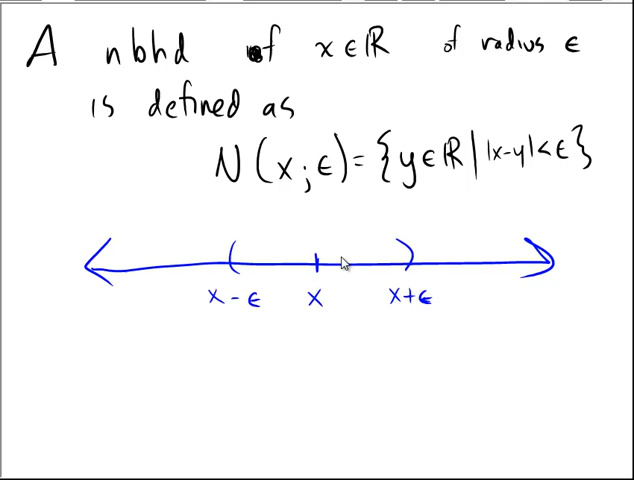 A nbhd of x∈ℝ of radius ϵ
is defined as
N(x;ϵ)={y∈ℝ||x-y|<ϵ}
x-ϵ x x+ϵ